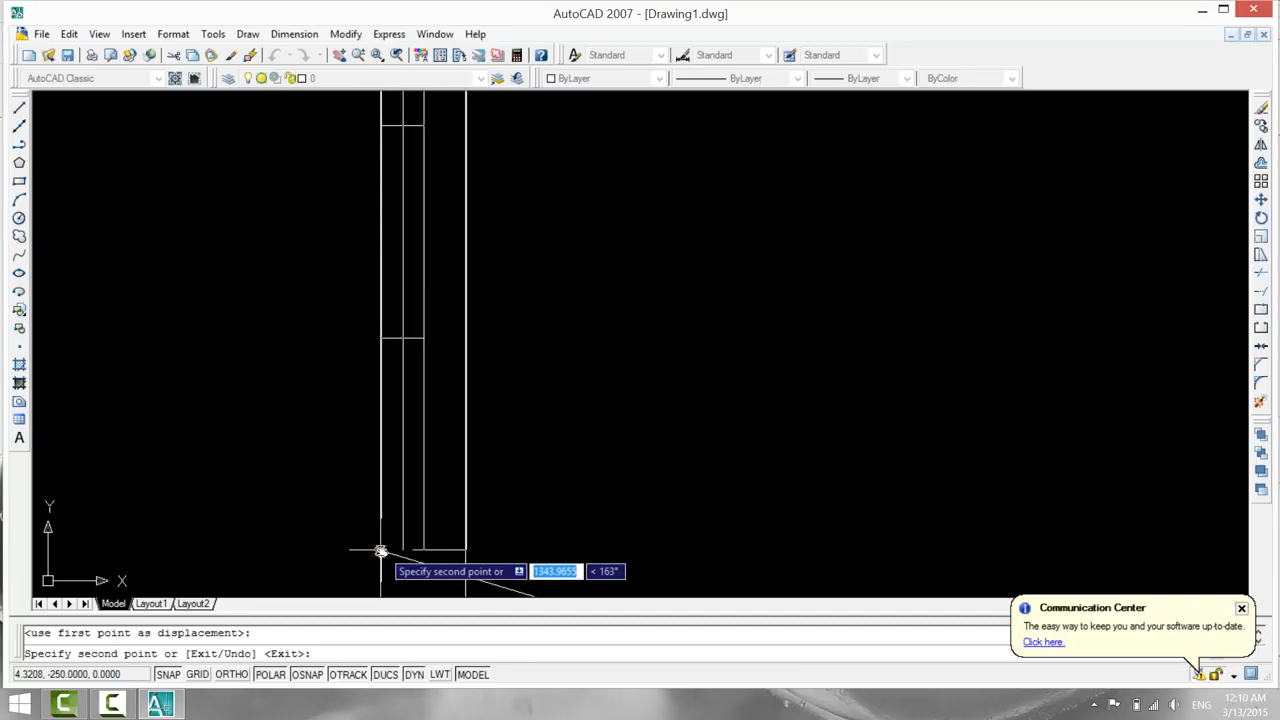 AutoCAD 2007 - [Drawing1.dwg]
File Edit View Insert Format Tools Draw Dimension Modify Express Window Help
Standard Standard Standard
AutoCAD Classic 0 ByLayer ByLayer ByLayer ByColor
A
Y
X
Specify second point or 1343.9655 < 163°
Model Layout1 Layout2
Communication Center
The easy way to keep you and your software up-to-date.
Click here.
<use first point as displacement>:
Specify second point or [Exit/Undo] <Exit>:
4.3208, -250.0000, 0.0000 SNAP GRID ORTHO POLAR OSNAP OTRACK DUCS DYN LWT MODEL
ENG
12:10 AM
3/13/2015